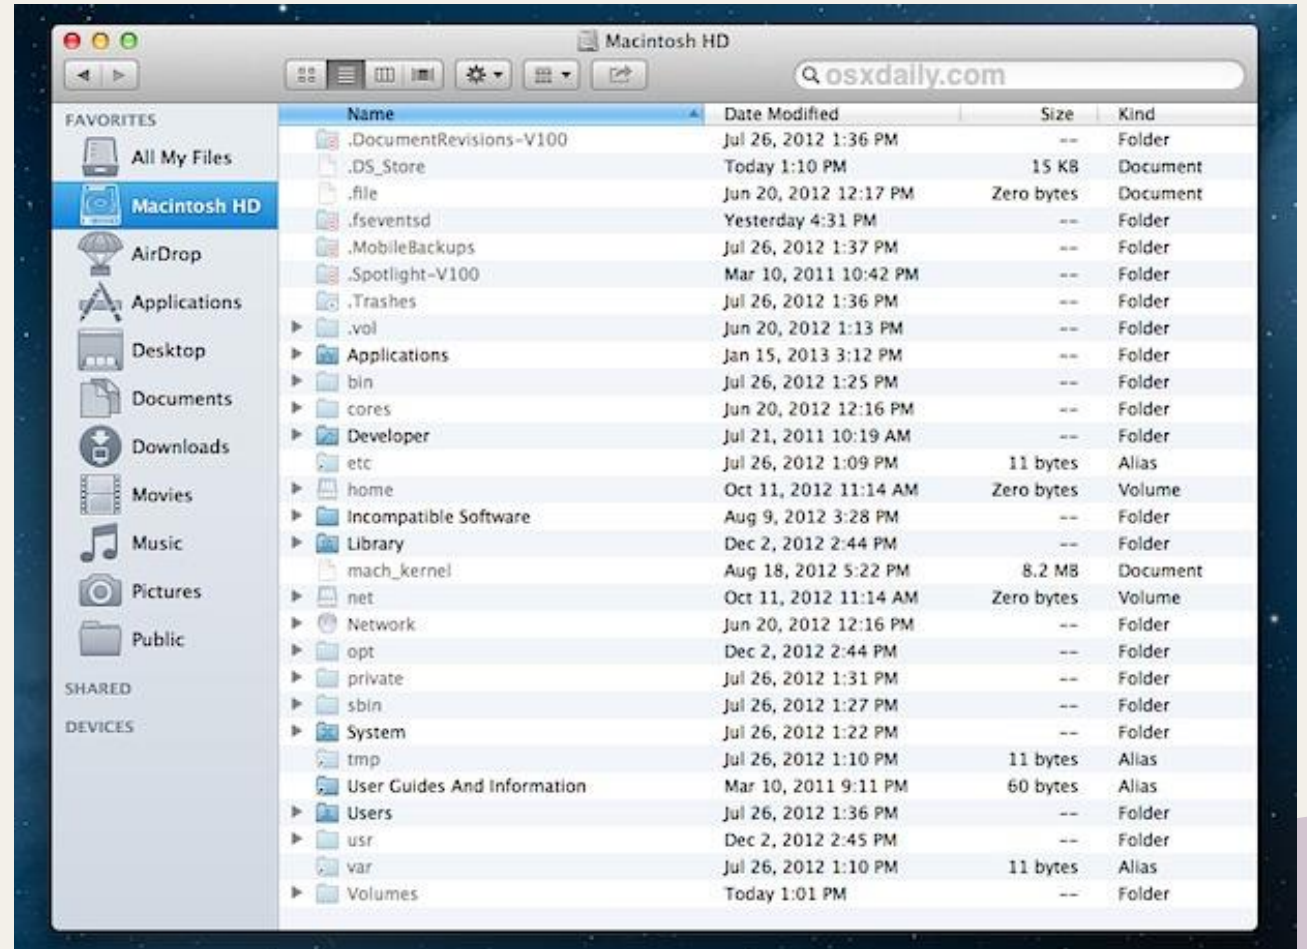 Macintosh HD
osxdaily.com
FAVORITES
All My Files
Macintosh HD
AirDrop
Applications
Desktop
Documents
Downloads
Movies
Music
Pictures
Public
SHARED
DEVICES
Name Date Modified Size Kind
.DocumentRevisions-V100 Jul 26, 2012 1:36 PM -- Folder
.DS_Store Today 1:10 PM 15 KB Document
.file Jun 20, 2012 12:17 PM Zero bytes Document
.fseventsd Yesterday 4:31 PM -- Folder
.MobileBackups Jul 26, 2012 1:37 PM -- Folder
.Spotlight-V100 Mar 10, 2011 10:42 PM -- Folder
.Trashes Jul 26, 2012 1:36 PM -- Folder
.vol Jun 20, 2012 1:13 PM -- Folder
Applications Jan 15, 2013 3:12 PM -- Folder
bin Jul 26, 2012 1:25 PM -- Folder
cores Jun 20, 2012 12:16 PM -- Folder
Developer Jul 21, 2011 10:19 AM -- Folder
etc Jul 26, 2012 1:09 PM 11 bytes Alias
home Oct 11, 2012 11:14 AM Zero bytes Volume
Incompatible Software Aug 9, 2012 3:28 PM -- Folder
Library Dec 2, 2012 2:44 PM -- Folder
mach_kernel Aug 18, 2012 5:22 PM 8.2 MB Document
net Oct 11, 2012 11:14 AM Zero bytes Volume
Network Jun 20, 2012 12:16 PM -- Folder
opt Dec 2, 2012 2:44 PM -- Folder
private Jul 26, 2012 1:31 PM -- Folder
sbin Jul 26, 2012 1:27 PM -- Folder
System Jul 26, 2012 1:22 PM -- Folder
tmp Jul 26, 2012 1:10 PM 11 bytes Alias
User Guides And Information Mar 10, 2011 9:11 PM 60 bytes Alias
Users Jul 26, 2012 1:36 PM -- Folder
usr Dec 2, 2012 2:45 PM -- Folder
var Jul 26, 2012 1:10 PM 11 bytes Alias
Volumes Today 1:01 PM -- Folder